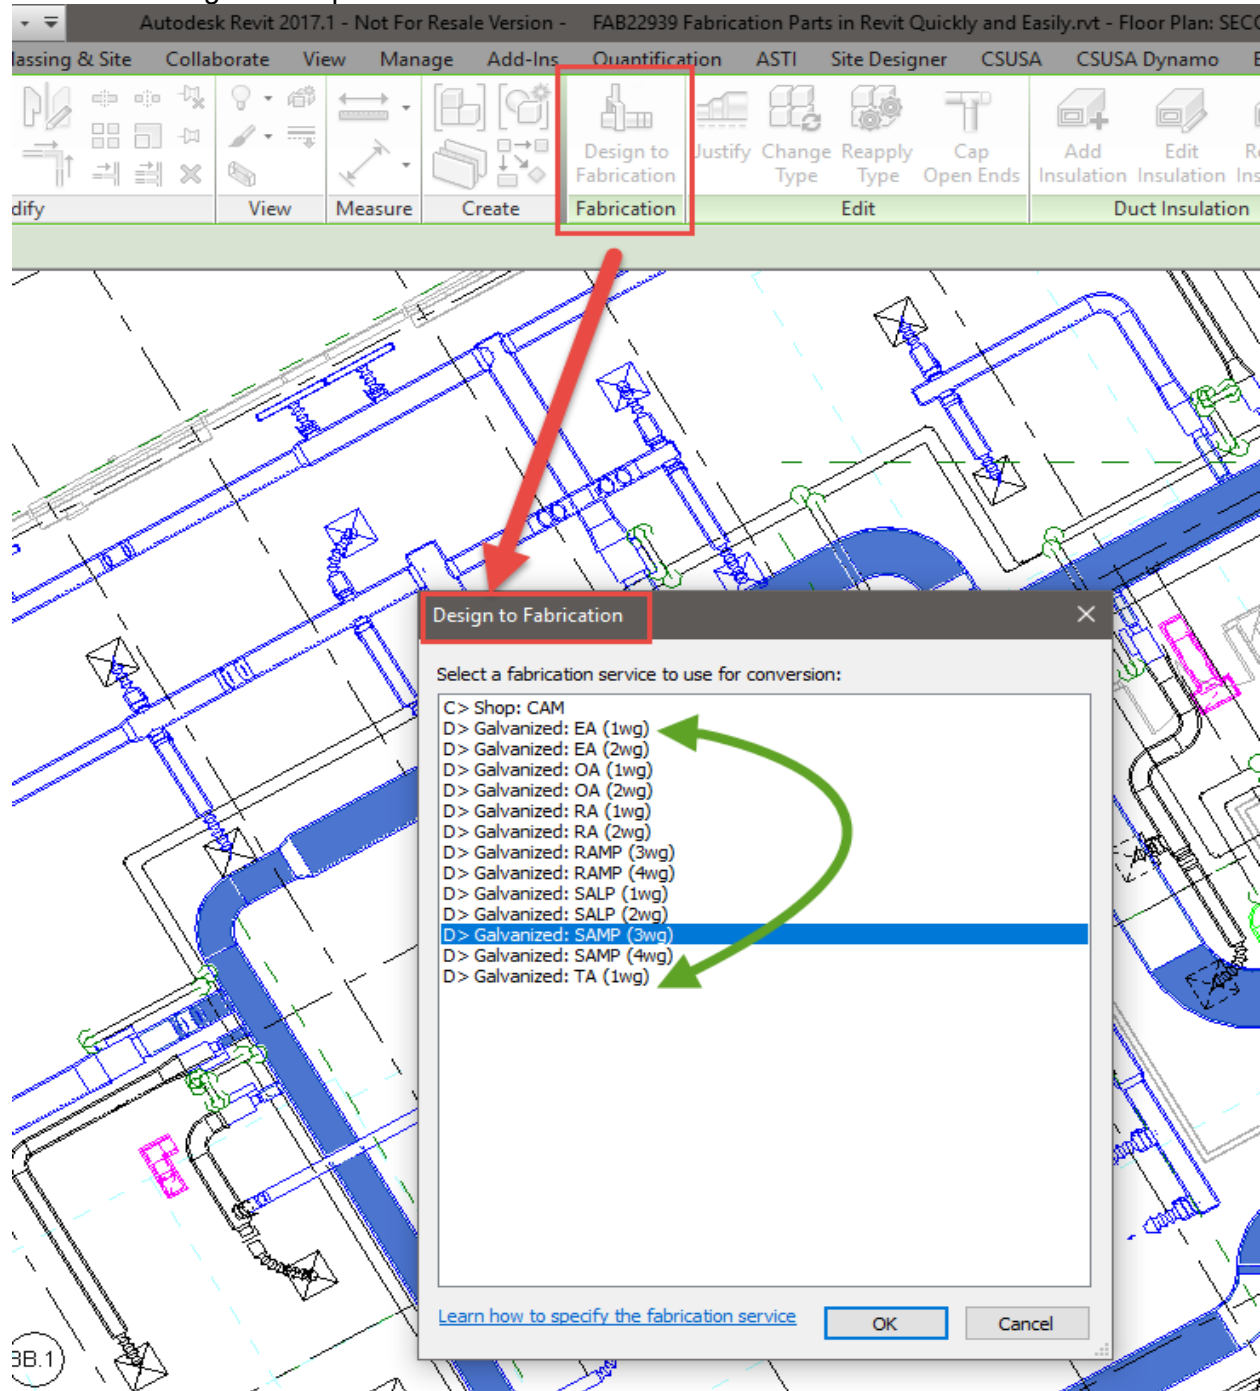 Autodesk Revit 2017.1 - Not For Resale Version - FAB22939 Fabrication Parts in Revit Quickly and Easily.rvt - Floor Plan:
& Site Collaborate View Manage Add-Ins Quantification ASTI Site Designer CSUSA CSUSA Dynamo
Design to Fabrication
Justify
Change Type
Reapply Type
Cap Open Ends
Add Insulation
Edit Insulation
View Measure Create Fabrication Edit Duct Insulation
Design to Fabrication
Select a fabrication service to use for conversion:
C> Shop: CAM
D> Galvanized: EA (1wg)
D> Galvanized: EA (2wg)
D> Galvanized: OA (1wg)
D> Galvanized: OA (2wg)
D> Galvanized: RA (1wg)
D> Galvanized: RA (2wg)
D> Galvanized: RAMP (3wg)
D> Galvanized: RAMP (4wg)
D> Galvanized: SALP (1wg)
D> Galvanized: SALP (2wg)
D> Galvanized: SAMP (3wg)
D> Galvanized: SAMP (4wg)
D> Galvanized: TA (1wg)
Learn how to specify the fabrication service
OK Cancel
BB.1